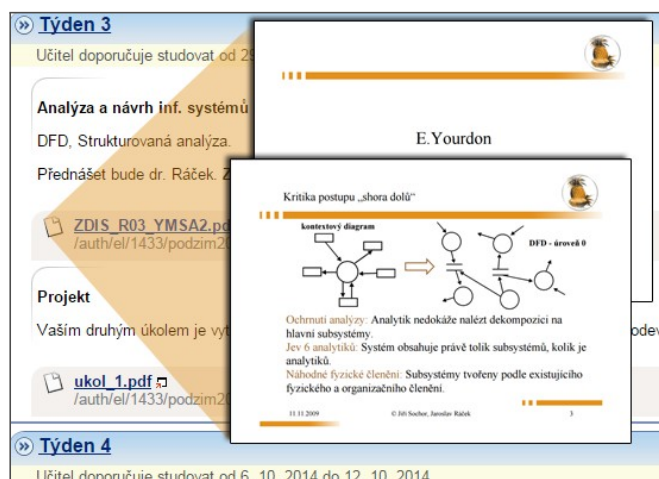 Týden 3
Učitel doporučuje studovat od
Analýza a návrh inf. systémů
DFD, Strukturovaná analýza.
Přednášet bude dr. Ráček.
ZDIS_R03_YMSA2.pd
/auth/el/1433/podzim20
Projekt
Vaším druhým úkolem je vyt
odev
ukol_1.pdf
/auth/el/1433/podzim20
Týden 4
Učitel doporučuje studovat od 6. 10. 2014 do 12. 10. 2014
E.Yourdon
Kritika postupu „shora dolů“
kontextový diagram
DFD - úroveň 0
Ochrnutí analýzy: Analytik nedokáže nalézt dekompozici na
hlavní subsystémy.
Jev 6 analytiků: Systém obsahuje právě tolik subsystémů, kolik je
analytiků.
Náhodné fyzické členění: Subsystémy tvořeny podle existujícího
fyzického a organizačního členění.
11.11.2009
© Jiří Sochor, Jaroslav Ráček
3